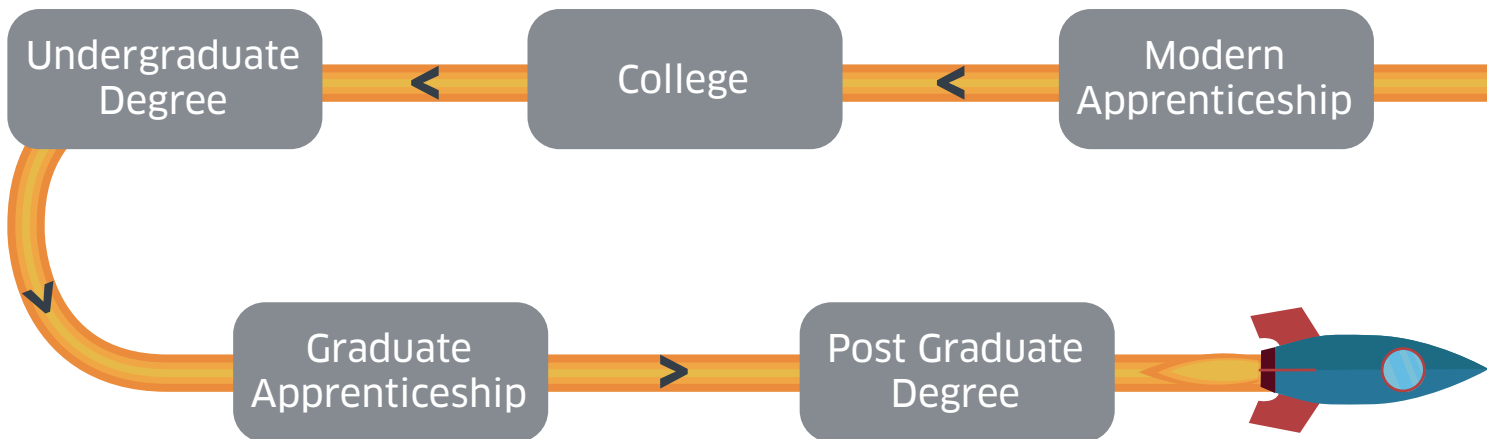 Undergraduate
Degree
College
Modern
Apprenticeship
Graduate
Apprenticeship
Post Graduate
Degree